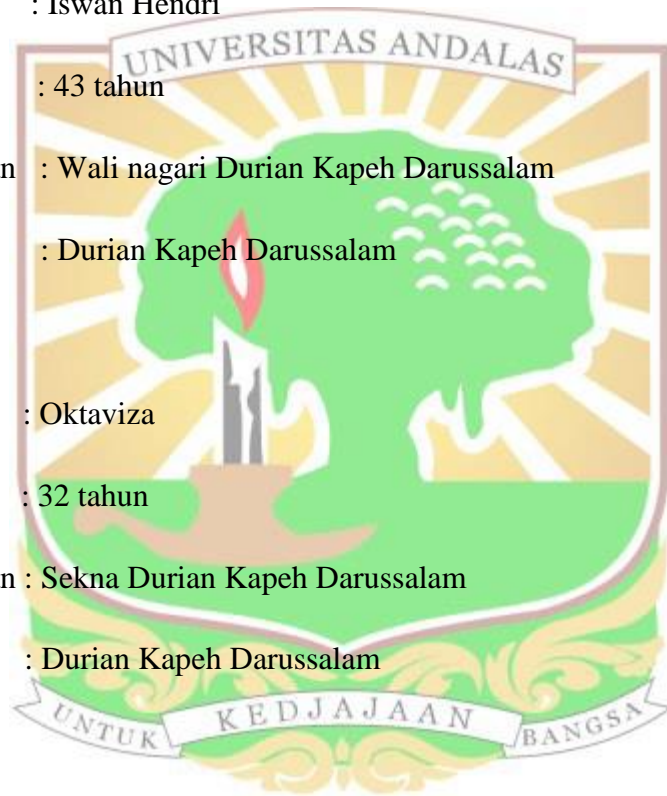 : Iswan Hendri
UNIVERSITAS ANDALAS
: 43 tahun
n : Wali nagari Durian Kapeh Darussalam
: Durian Kapeh Darussalam
: Oktaviza
: 32 tahun
n : Sekna Durian Kapeh Darussalam
: Durian Kapeh Darussalam
UNTUK KEDJAJAAN BANGSA